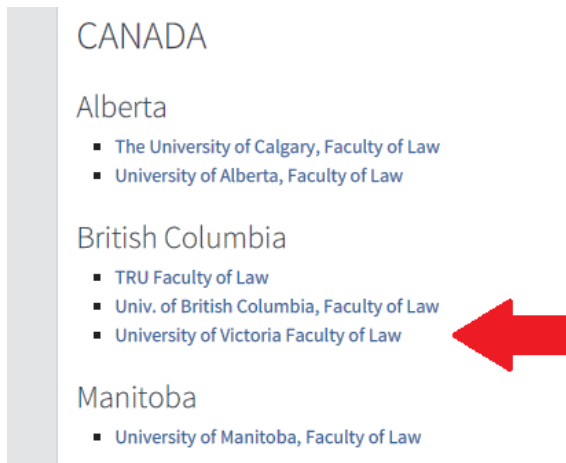 CANADA
Alberta
The University of Calgary, Faculty of Law
University of Alberta, Faculty of Law
British Columbia
TRU Faculty of Law
Univ. of British Columbia, Faculty of Law
University of Victoria Faculty of Law
Manitoba
University of Manitoba, Faculty of Law